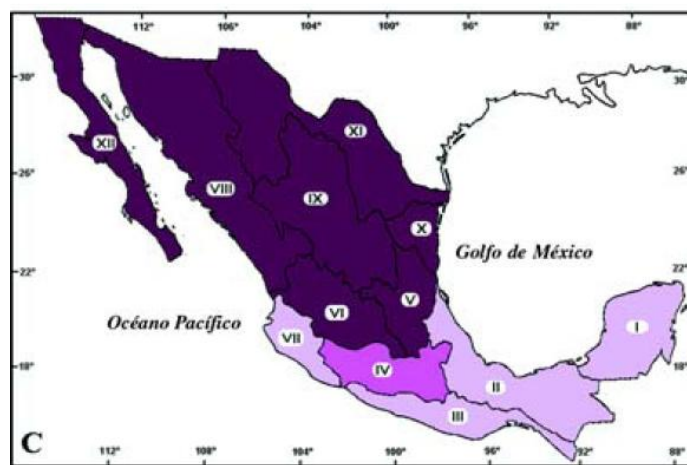 112° 108° 104° 100° 96° 92° 88°
30° 30°
XI
XII
26° 26°
VIII IX
X
Golfo de México
22° 22°
V
Océano Pacífico VI I
VII
18° 18°
IV
II
III
C
112° 108° 104° 100° 96° 92° 88°